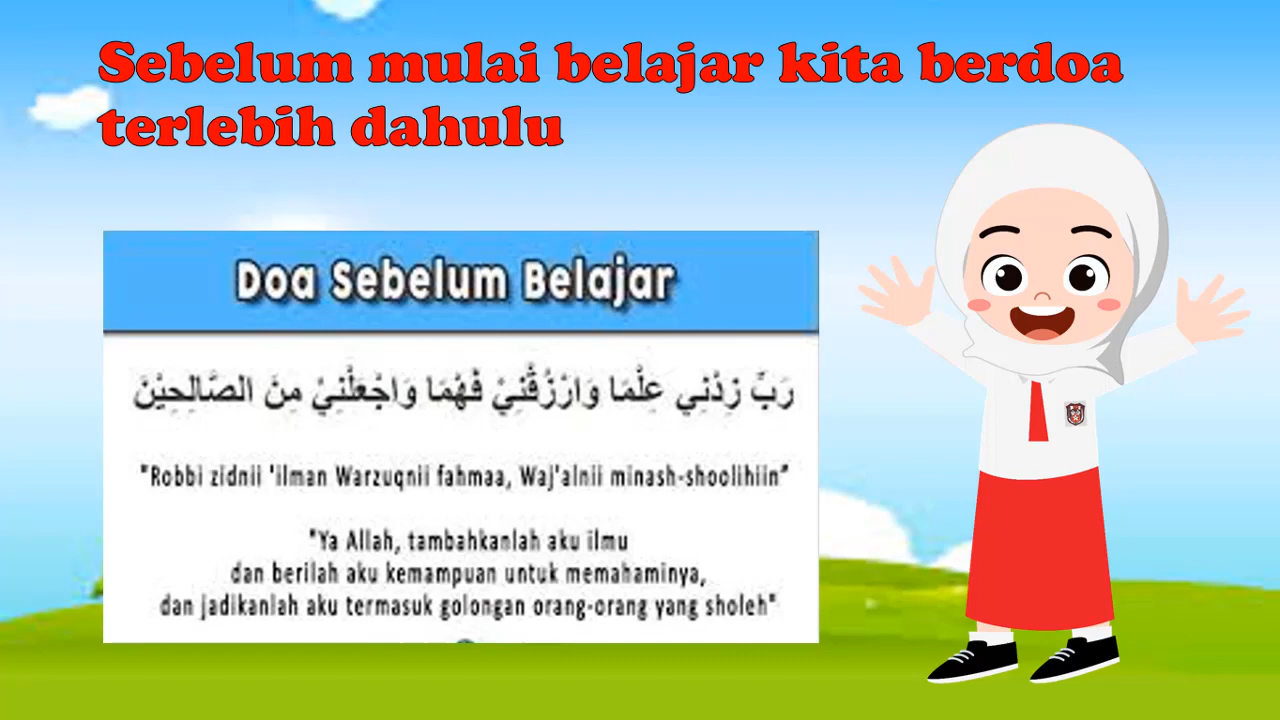 Sebelum mulai belajar kita berdoa
terlebih dahulu
Doa Sebelum Belajar
رَبِّ زِدْنِي عِلْمَا وَارْزُقْنِيْ فَهْمَا وَاجْعَلْنِيْ مِنَ الصَّالِحِيْنَ
"Robbi zidnii 'ilman Warzuqnii fahmaa, Waj'alnii minash-shoolihiin"
"Ya Allah, tambahkanlah aku ilmu
dan berilah aku kemampuan untuk memahaminya,
dan jadikanlah aku termasuk golongan orang-orang yang sholeh"